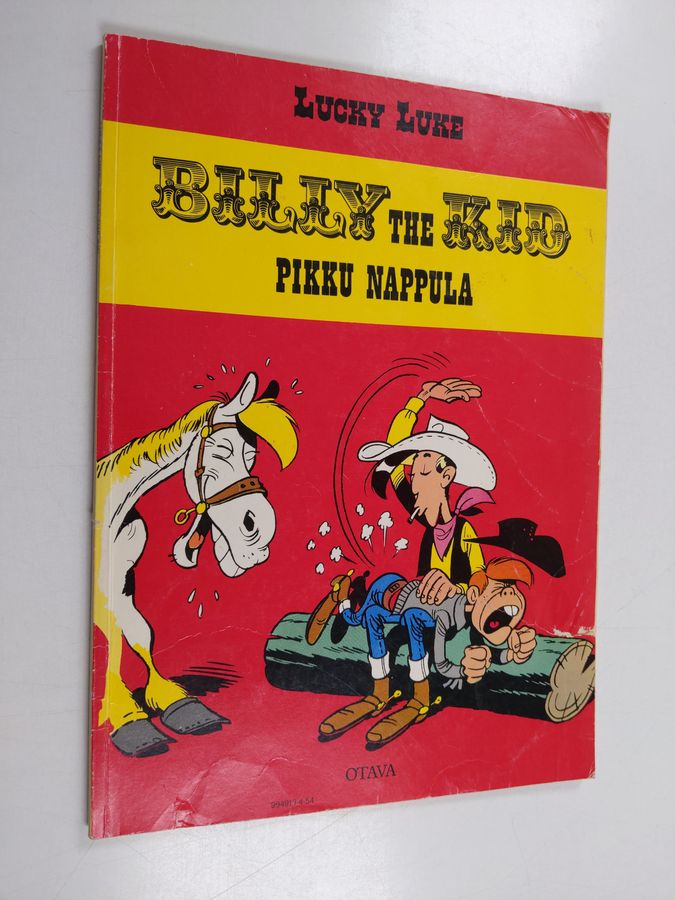 LUCKY LUKE
BILLY THE KID
PIKKU NAPPULA
OTAVA